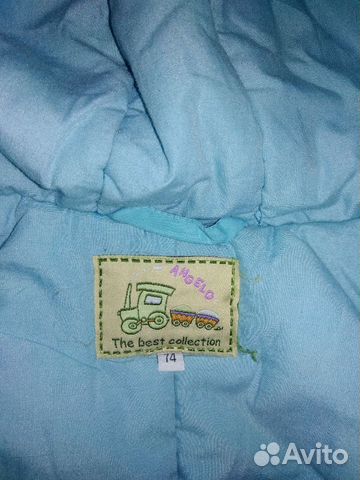 ANGELO
The best collection
74
Avito